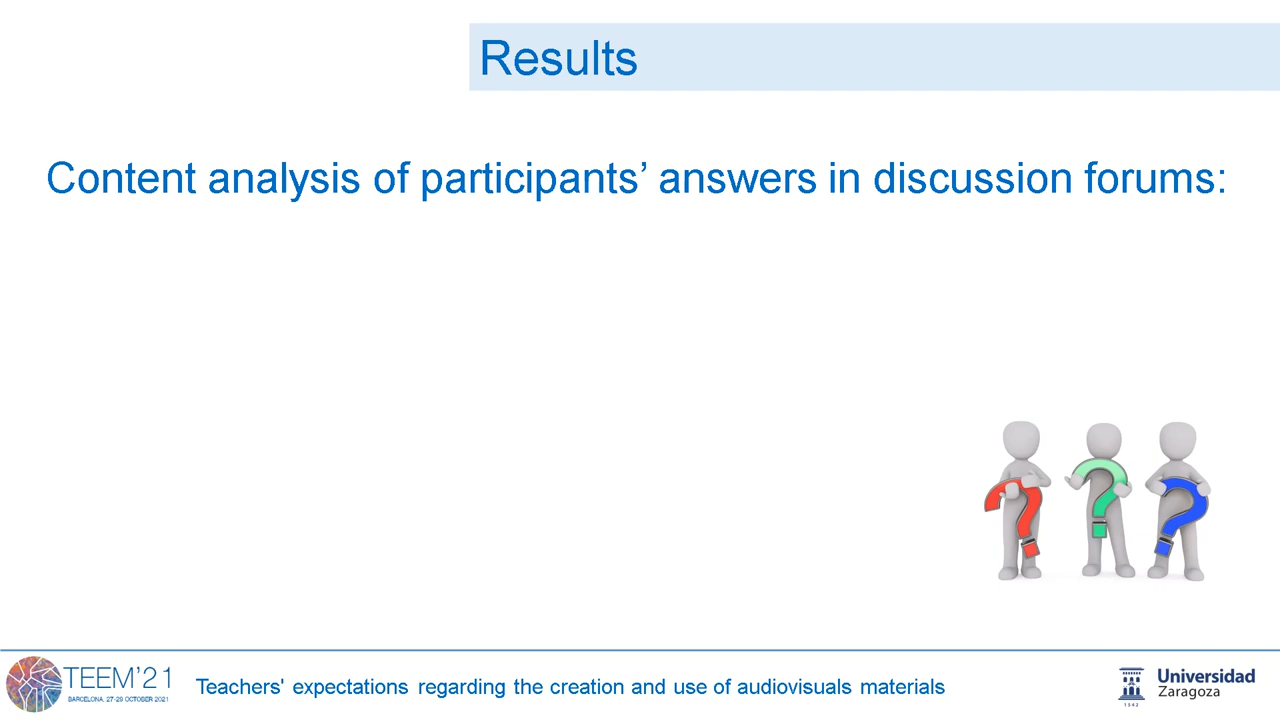 Results
Content analysis of participants’ answers in discussion forums:
TEEM’21
BARCELONA, 27-29 OCTOBER 2021
Teachers' expectations regarding the creation and use of audiovisuals materials
1542
Universidad
Zaragoza